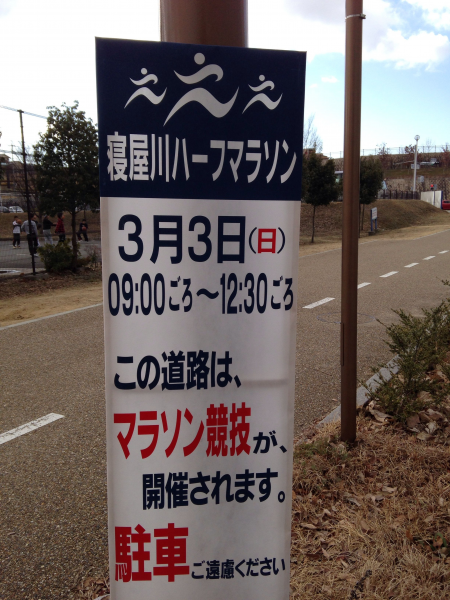 寝屋川ハーフマラソン
3月3日(日)
09:00ごろ～12:30ごろ
この道路は、
マラソン競技が、
開催されます。
駐車ご遠慮ください